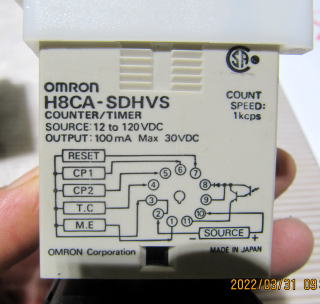 OMRON
H8CA-SDHVS
COUNTER/TIMER
SOURCE: 12 to 120VDC
OUTPUT: 100mA Max 30VDC
COUNT
SPEED:
1kcps
RESET
CP1
CP2
T.C
M.E
5
6
7
4
8
3
9
2
10
1
11
SOURCE
- +
OMRON Corporation
MADE IN JAPAN
2022/03/31 09:21